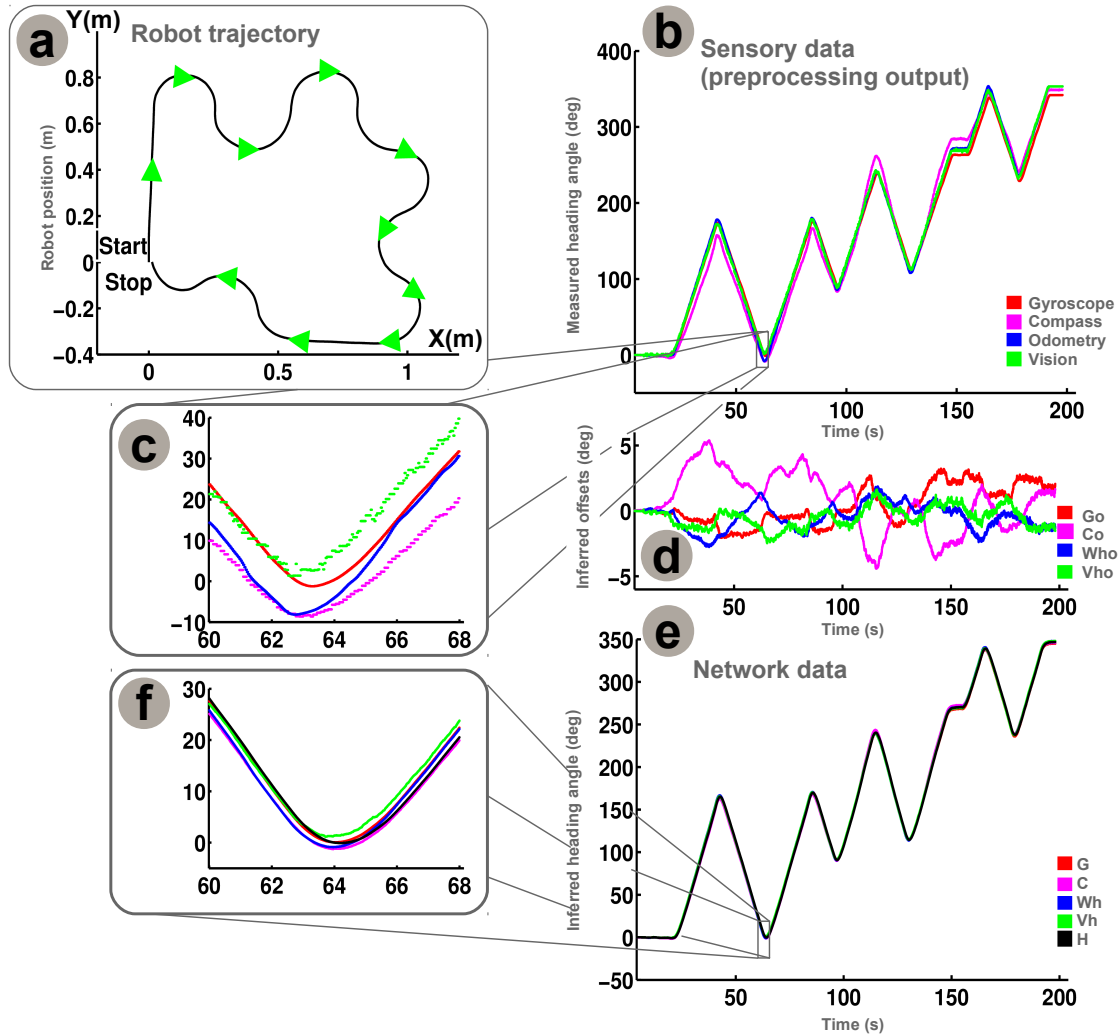 Y(m)
a
Robot trajectory
0.8
0.6
0.4
0.2
0
−0.2
−0.4
Robot position (m)
Start
Stop
X(m)
0
0.5
1
b
Sensory data
(preprocessing output)
400
300
200
100
0
Measured heading angle (deg)
Gyroscope
Compass
Odometry
Vision
50
100
150
200
Time (s)
c
40
30
20
10
0
−10
60
62
64
66
68
5
0
−5
Inferred offsets (deg)
d
Go
Co
Who
Vho
50
100
150
200
Time (s)
e
Network data
350
300
250
200
150
100
50
0
−50
Inferred heading angle (deg)
G
C
Wh
Vh
H
50
100
150
200
Time (s)
f
30
20
10
0
60
62
64
66
68